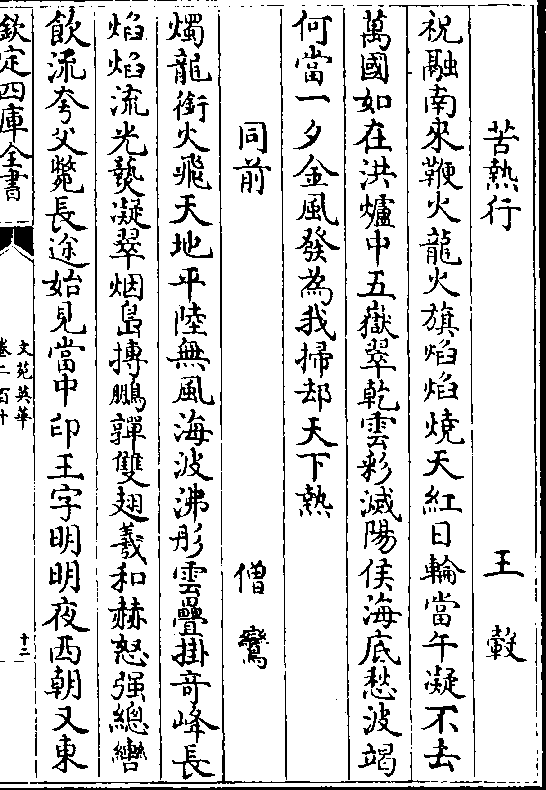 苦熱行 王轂
祝融南來鞭火龍火旗焰焰燒天紅日輪當午凝不去
萬國如在洪爐中五嶽翠乾雲彩滅陽侯海底愁波竭
何當一夕金風發為我掃却天下熱
同前 僧鸞
燭龍銜火飛天地平陸無風海波沸彤雲疊掛竒峰長
焰焰流光熱凝翠烟島摶鵬嚲雙翅羲和赫怒强總轡
飲流夸父斃長途始見當中印王字明明夜西朝又東
欽定四庫全書
文苑英華
卷二百十
十二